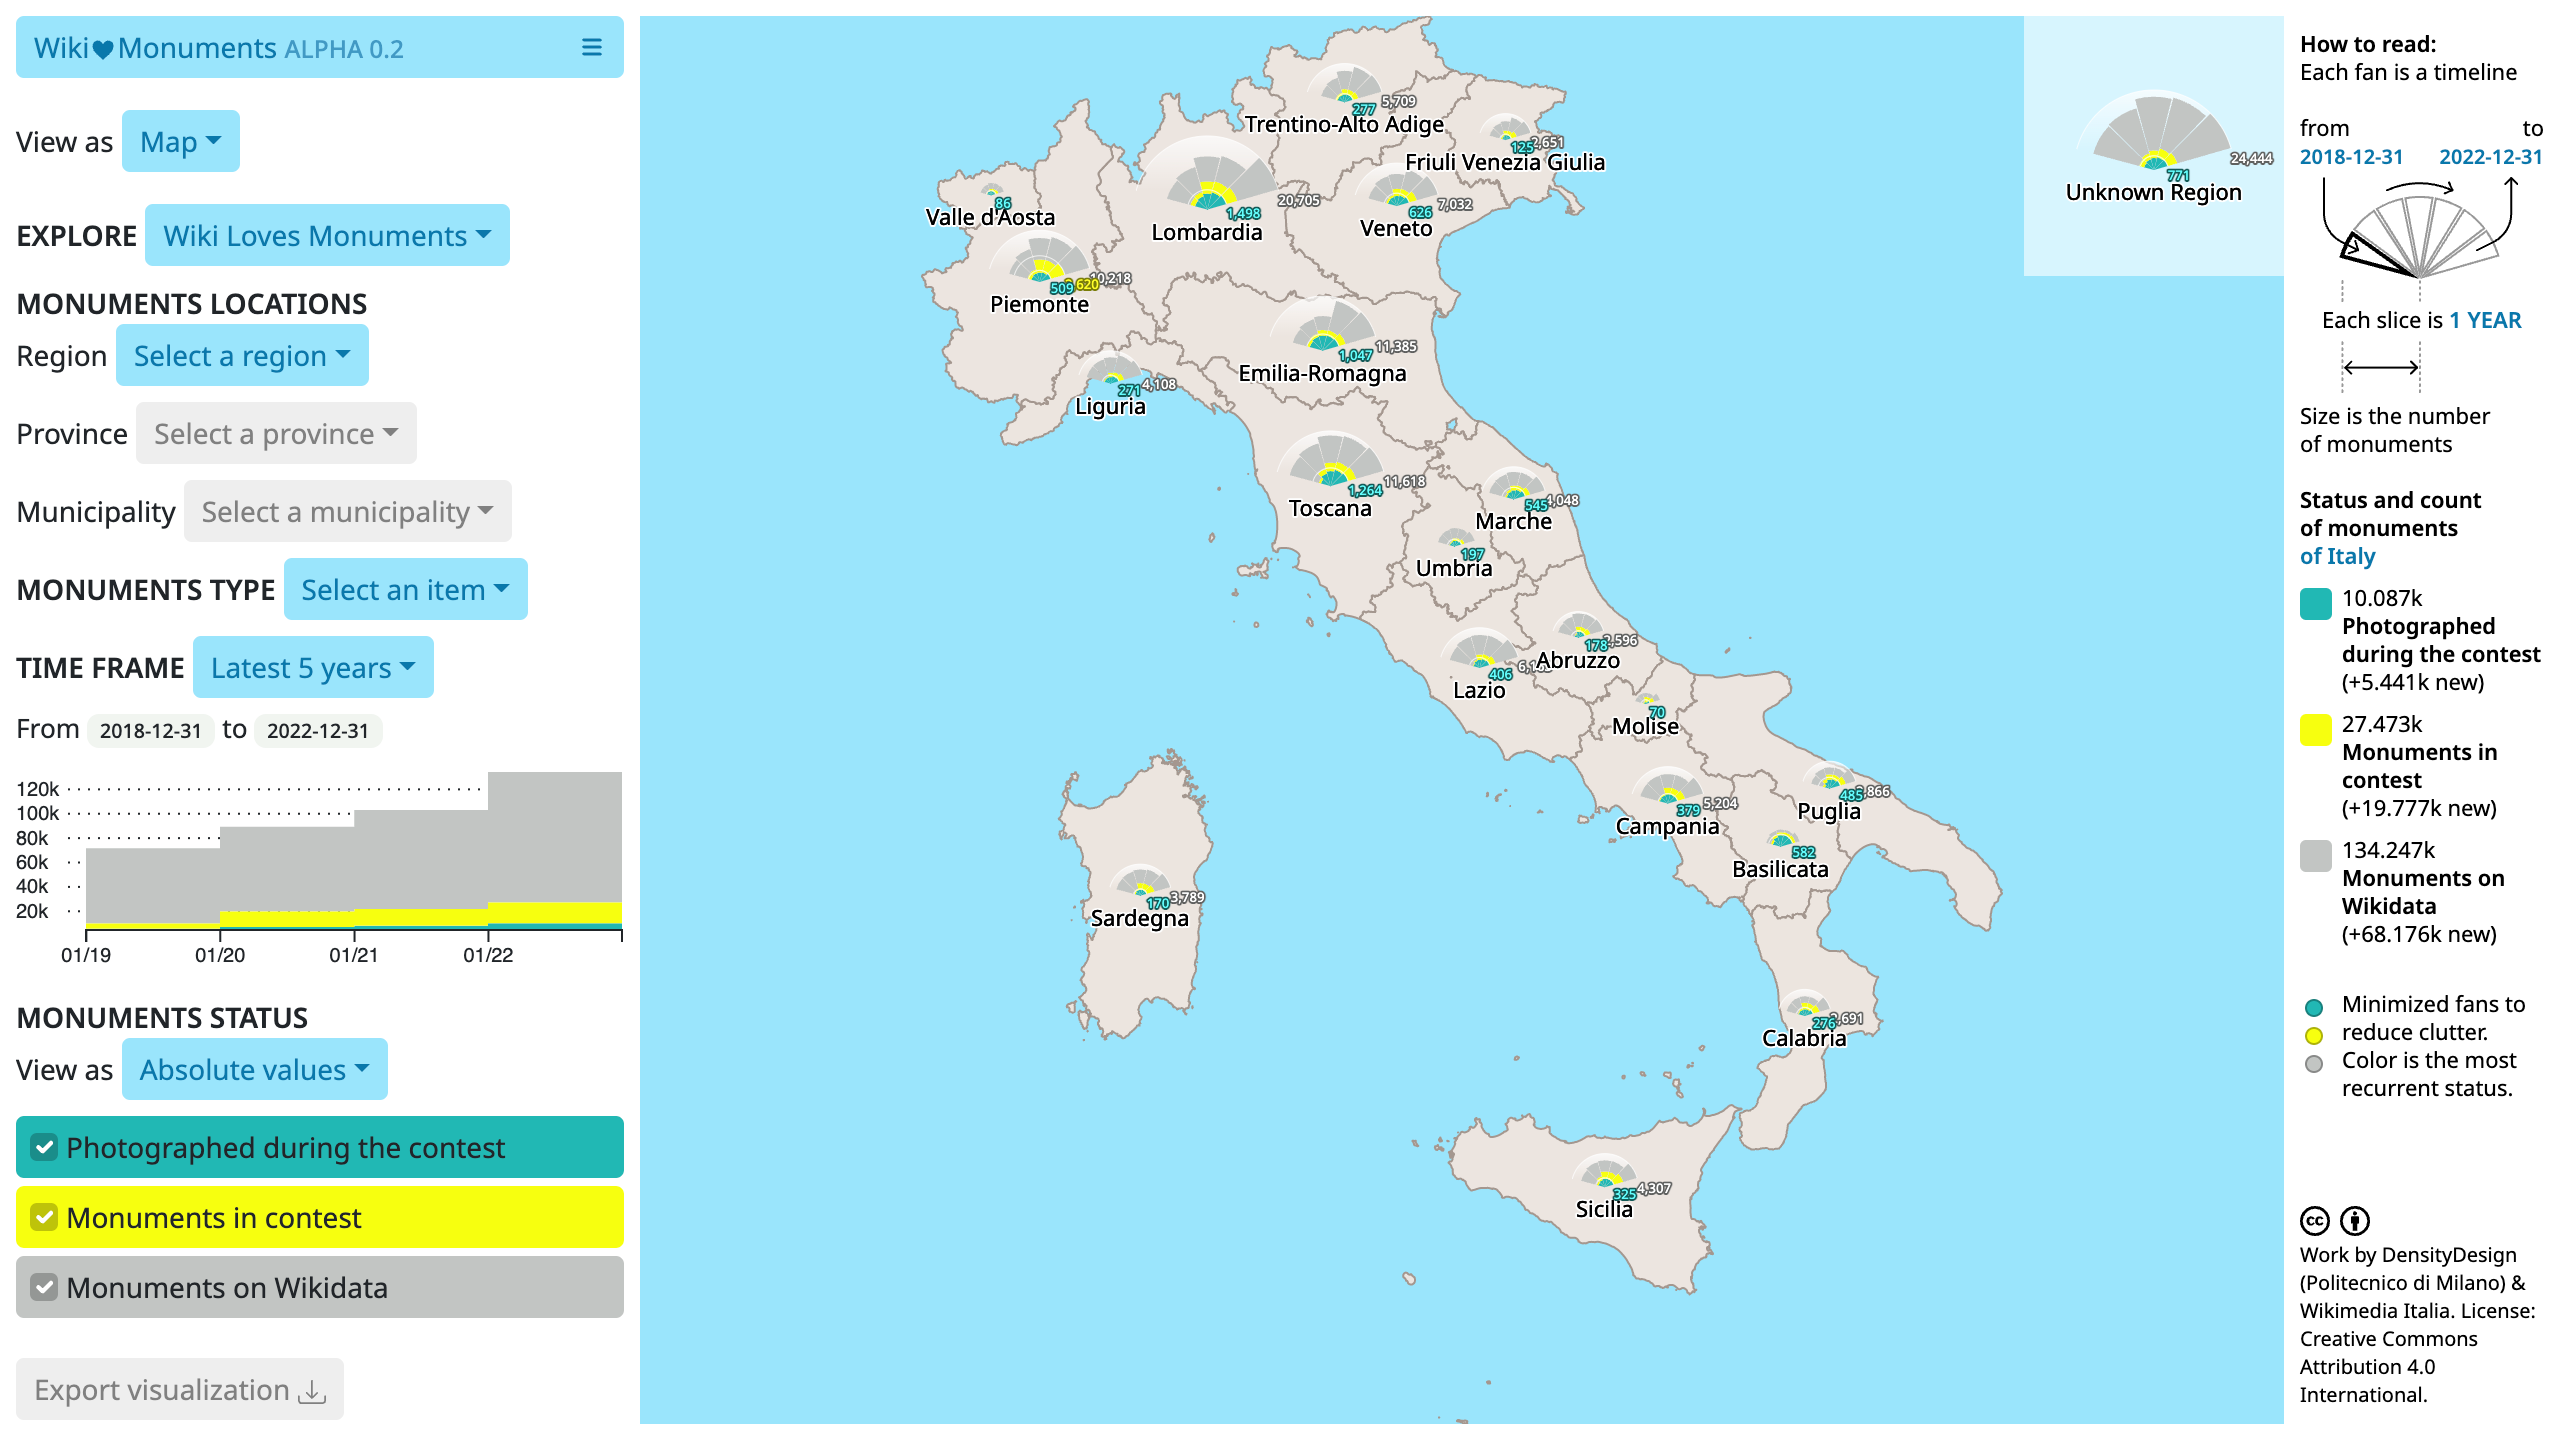 Wiki Monuments ALPHA 0.2
View as Map
EXPLORE Wiki Loves Monuments
MONUMENTS LOCATIONS
Region Select a region
Province Select a province
Municipality Select a municipality
MONUMENTS TYPE Select an item
TIME FRAME Latest 5 years
From 2018-12-31 to 2022-12-31
120k
100k
80k
60k
40k
20k
01/19 01/20 01/21 01/22
MONUMENTS STATUS
View as Absolute values
Photographed during the contest
Monuments in contest
Monuments on Wikidata
Export visualization
277 5,709
Trentino-Alto Adige
125 2,651
Friuli Venezia Giulia
86
Valle d'Aosta
1,498 20,705
Lombardia
626 7,032
Veneto
509 620 10,218
Piemonte
1,047 11,385
Emilia-Romagna
271 4,108
Liguria
1,264 11,618
Toscana
545 4,048
Marche
197
Umbria
178 2,596
Abruzzo
406
Lazio
70
Molise
379 5,204
Campania
485 866
Puglia
582
Basilicata
170 3,789
Sardegna
276 691
Calabria
325 4,307
Sicilia
771 24,444
Unknown Region
How to read:
Each fan is a timeline
from to
2018-12-31 2022-12-31
Each slice is 1 YEAR
Size is the number
of monuments
Status and count
of monuments
of Italy
10.087k
Photographed
during the contest
(+5.441k new)
27.473k
Monuments in
contest
(+19.777k new)
134.247k
Monuments on
Wikidata
(+68.176k new)
Minimized fans to
reduce clutter.
Color is the most
recurrent status.
cc
Work by DensityDesign
(Politecnico di Milano) &
Wikimedia Italia. License:
Creative Commons
Attribution 4.0
International.